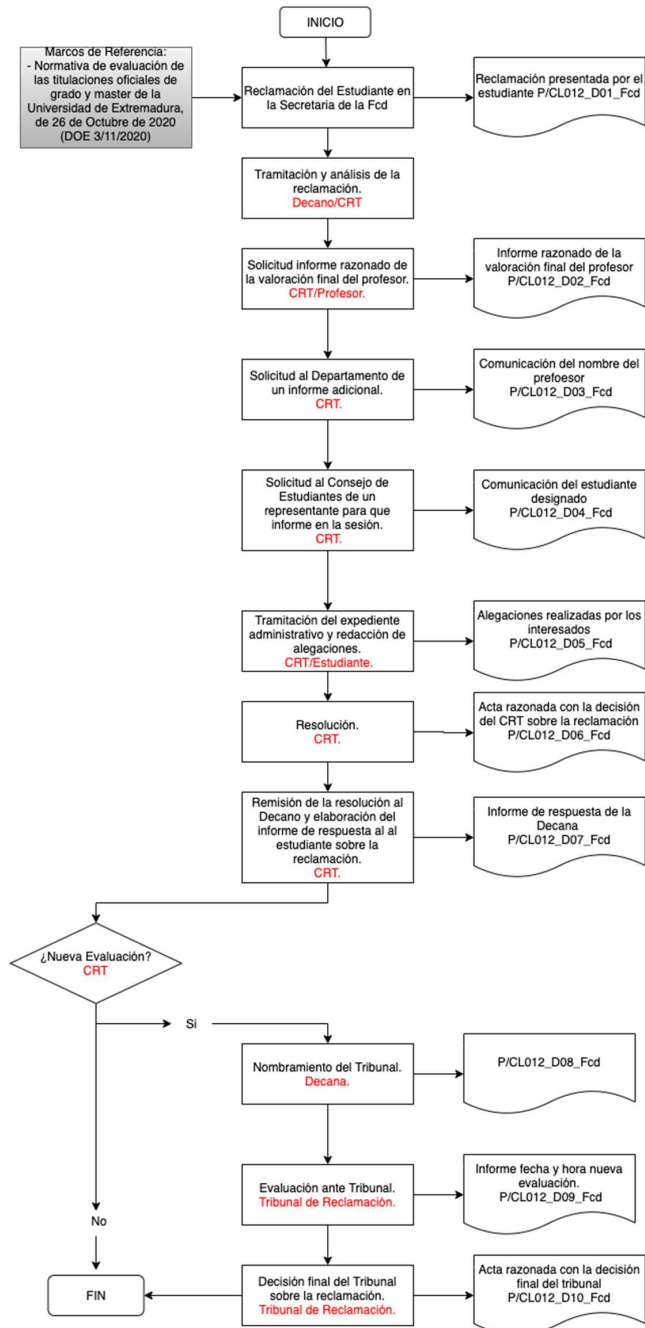 INICIO
Marcos de Referencia:
- Normativa de evaluación de
las titulaciones oficiales de
grado y master de la
Universidad de Extremadura,
de 26 de Octubre de 2020
(DOE 3/11/2020)
Reclamación del Estudiante en
la Secretaria de la Fcd
Reclamación presentada por el
estudiante P/CL012_D01_Fcd
Tramitación y análisis de la
reclamación.
Decano/CRT
Solicitud informe razonado de
la valoración final del profesor.
CRT/Profesor.
Informe razonado de la
valoración final del profesor
P/CL012_D02_Fcd
Solicitud al Departamento de
un informe adicional.
CRT.
Comunicación del nombre del
prefoesor
P/CL012_D03_Fcd
Solicitud al Consejo de
Estudiantes de un
representante para que
informe en la sesión.
CRT.
Comunicación del estudiante
designado
P/CL012_D04_Fcd
Tramitación del expediente
administrativo y redacción de
alegaciones.
CRT/Estudiante.
Alegaciones realizadas por los
interesados
P/CL012_D05_Fcd
Resolución.
CRT.
Acta razonada con la decisión
del CRT sobre la reclamación
P/CL012_D06_Fcd
Remisión de la resolución al
Decano y elaboración del
informe de respuesta al al
estudiante sobre la
reclamación.
CRT.
Informe de respuesta de la
Decana
P/CL012_D07_Fcd
¿Nueva Evaluación?
CRT
Si
Nombramiento del Tribunal.
Decana.
P/CL012_D08_Fcd
Evaluación ante Tribunal.
Tribunal de Reclamación.
Informe fecha y hora nueva
evaluación.
P/CL012_D09_Fcd
No
FIN
Decisión final del Tribunal
sobre la reclamación.
Tribunal de Reclamación.
Acta razonada con la decisión
final del tribunal
P/CL012_D10_Fcd